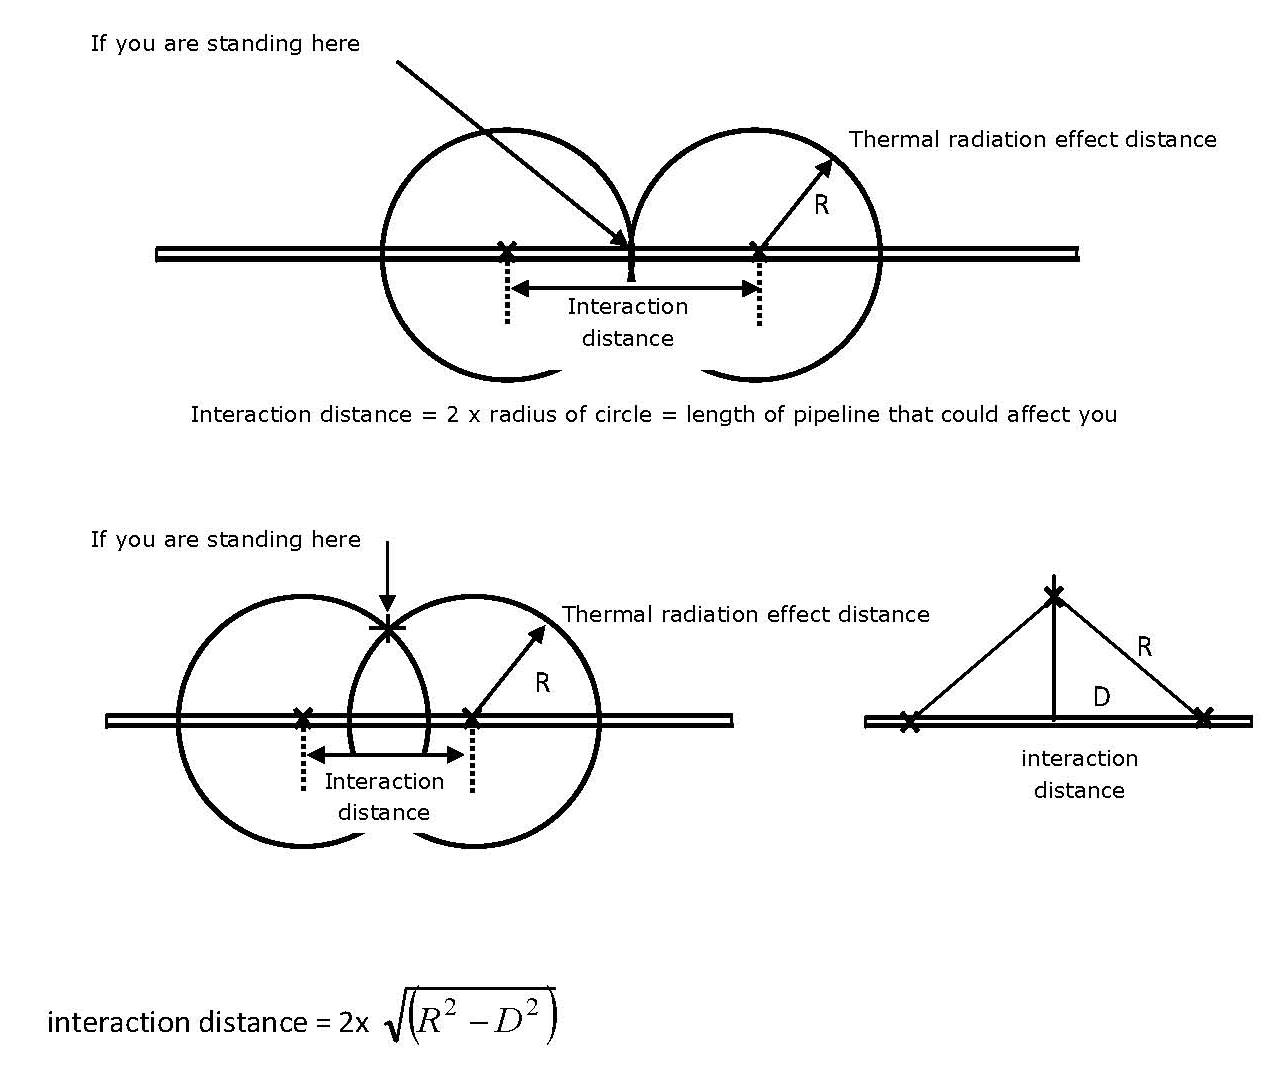 If you are standing here
Thermal radiation effect distance
R
Interaction
distance
Interaction distance = 2 x radius of circle = length of pipeline that could affect you
If you are standing here
Thermal radiation effect distance
R
Interaction
distance
R
D
interaction
distance
interaction distance = 2x √(R² − D²)